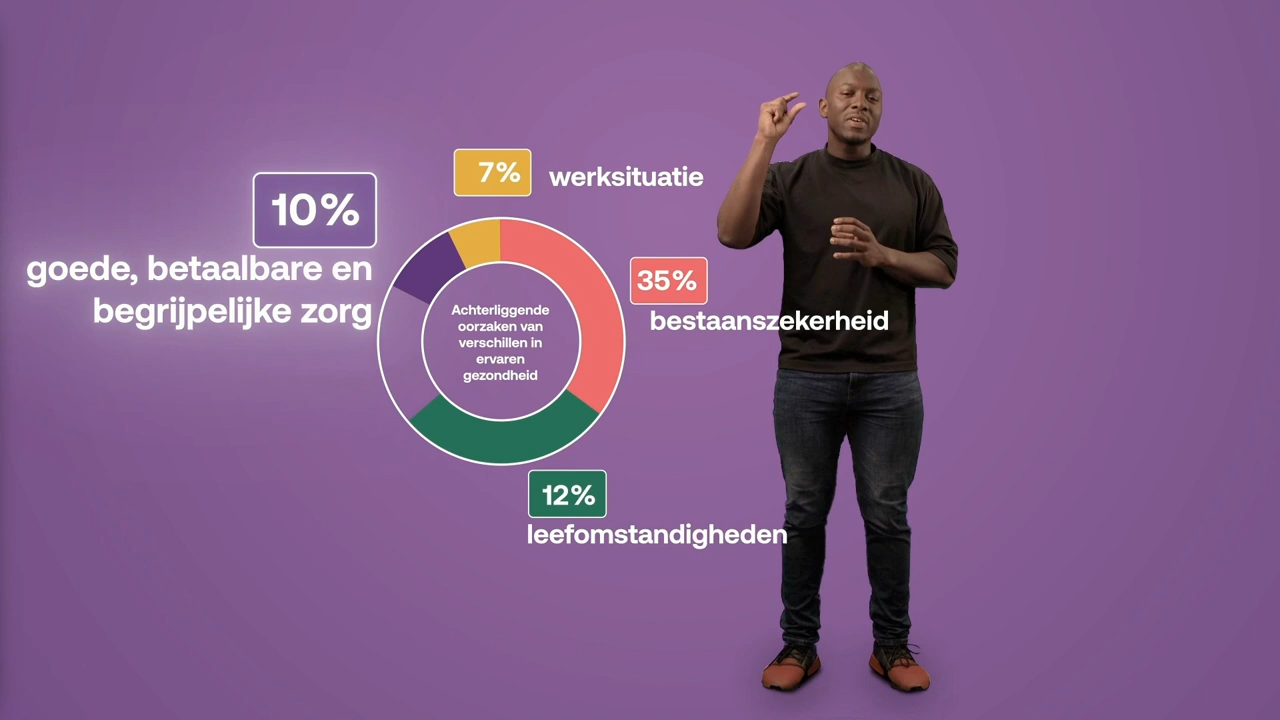 7%
werksituatie
10%
goede, betaalbare en
begrijpelijke zorg
35%
bestaanszekerheid
Achterliggende
oorzaken van
verschillen in
ervaren
gezondheid
12%
leefomstandigheden